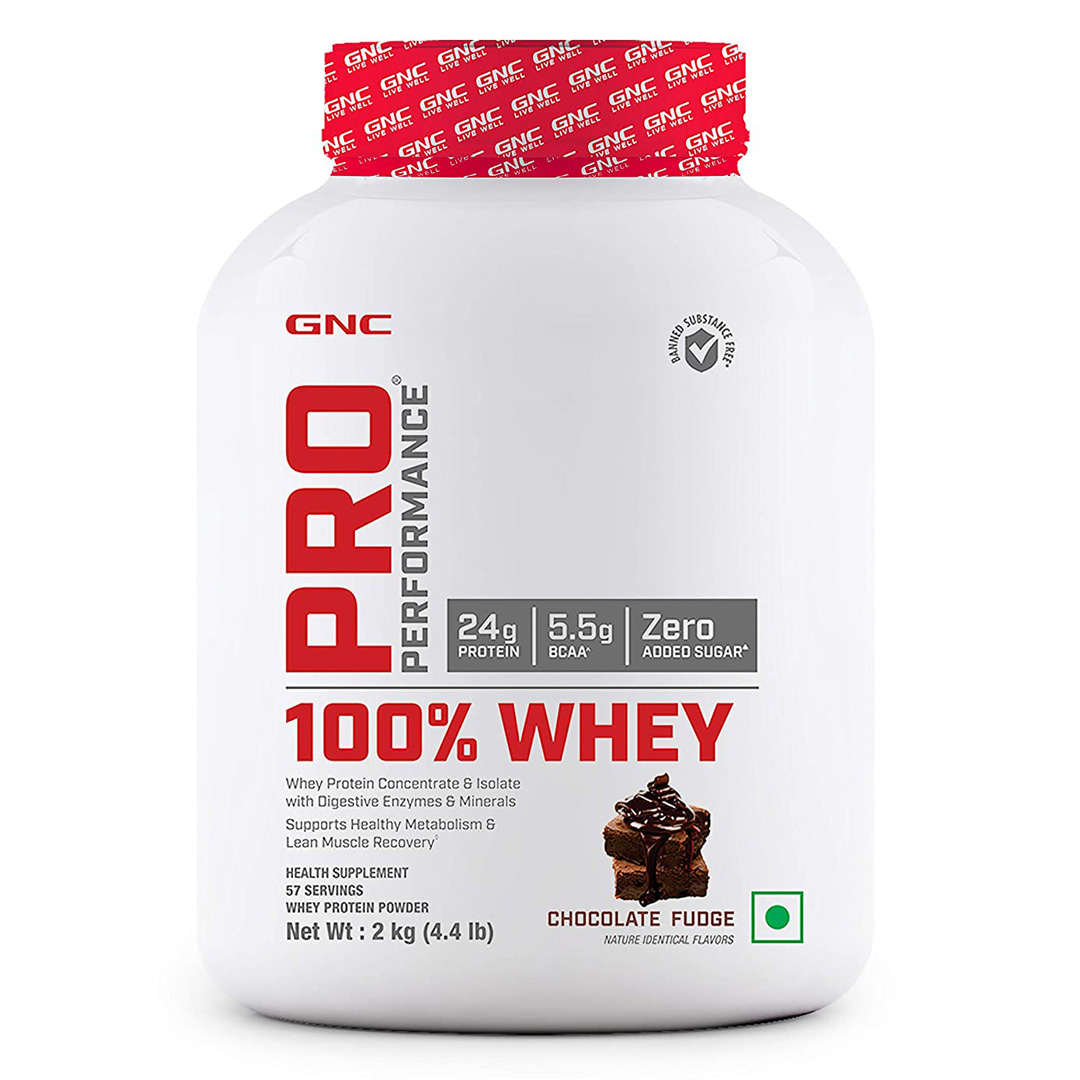 GNC
LIVE WELL
GNC
BANNED SUBSTANCE FREE*
PRO
PERFORMANCE®
24g
PROTEIN
5.5g
BCAA^
Zero
ADDED SUGAR▲
100% WHEY
Whey Protein Concentrate & Isolate
with Digestive Enzymes & Minerals
Supports Healthy Metabolism &
Lean Muscle Recovery◊
HEALTH SUPPLEMENT
57 SERVINGS
WHEY PROTEIN POWDER
Net Wt : 2 kg (4.4 lb)
CHOCOLATE FUDGE
NATURE IDENTICAL FLAVORS